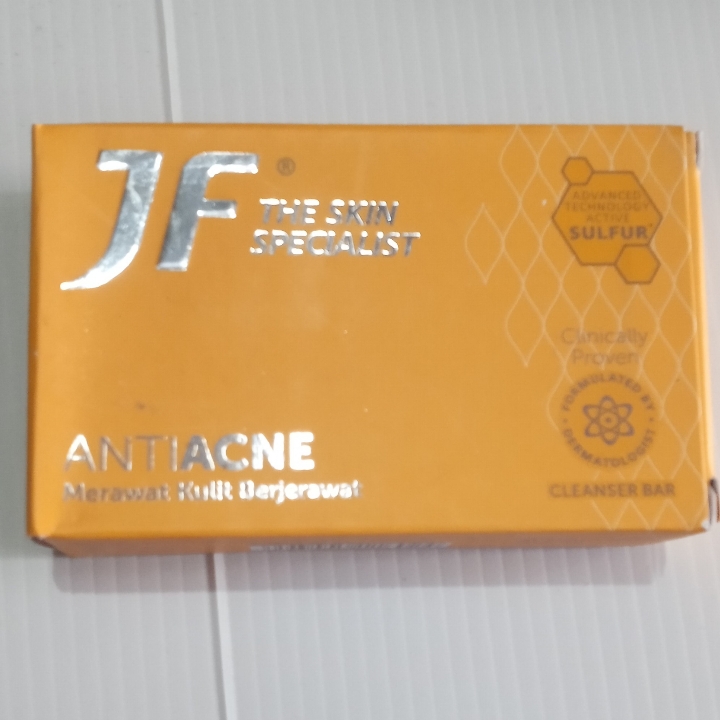 JF®
THE SKIN
SPECIALIST
ADVANCED
TECHNOLOGY
ACTIVE
SULFUR
Clinically
Proven
FORMULATED BY
DERMATOLOGIST
ANTIACNE
Merawat Kulit Berjerawat
CLEANSER BAR